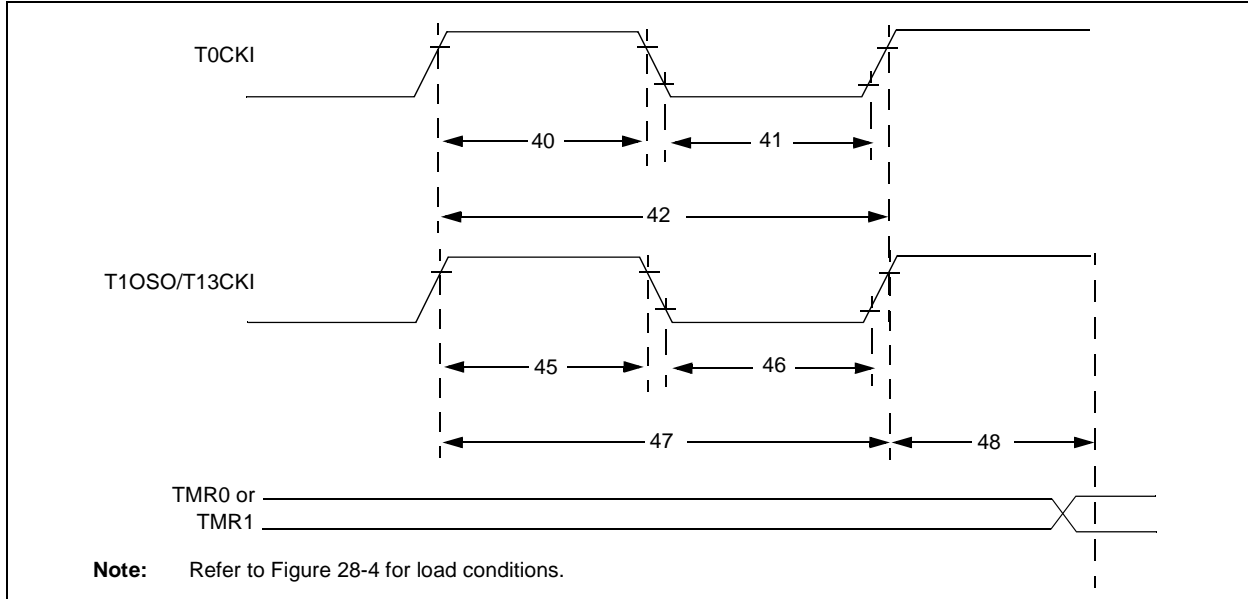 T0CKI
40
41
42
T1OSO/T13CKI
45
46
47
48
TMR0 or
TMR1
Note: Refer to Figure 28-4 for load conditions.